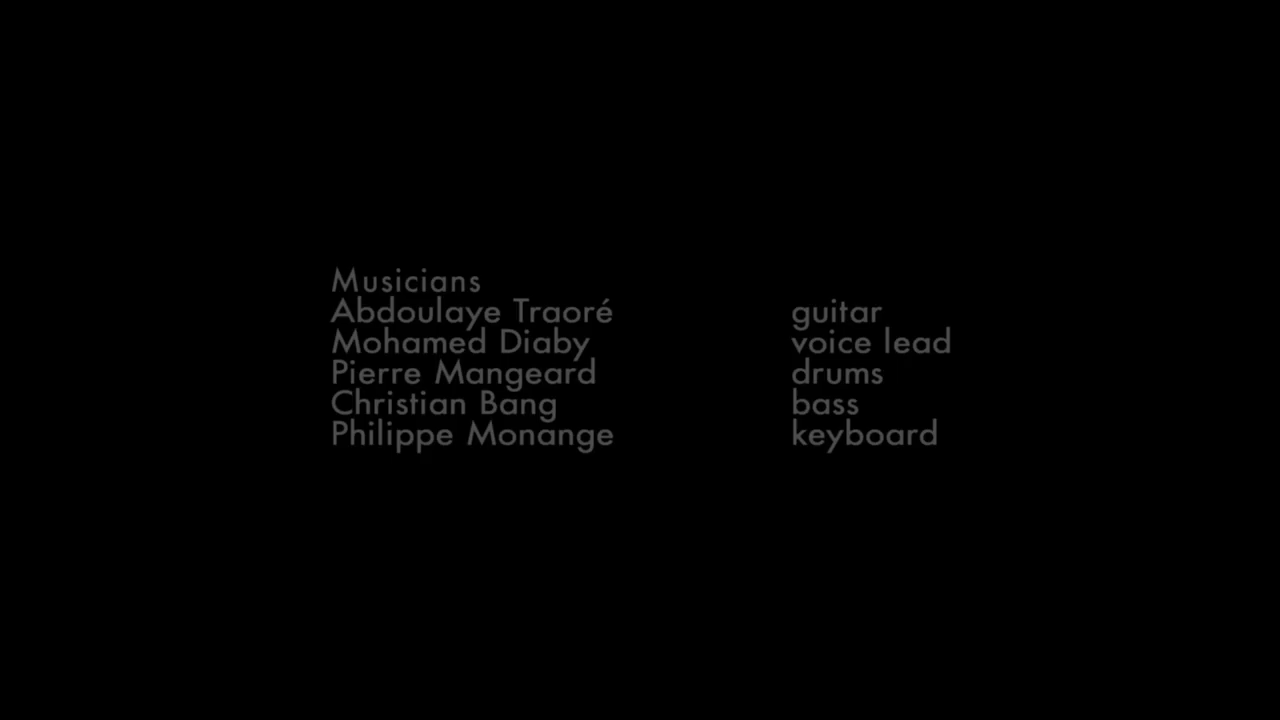 Musicians
Abdoulaye Traoré guitar
Mohamed Diaby voice lead
Pierre Mangeard drums
Christian Bang bass
Philippe Monange keyboard